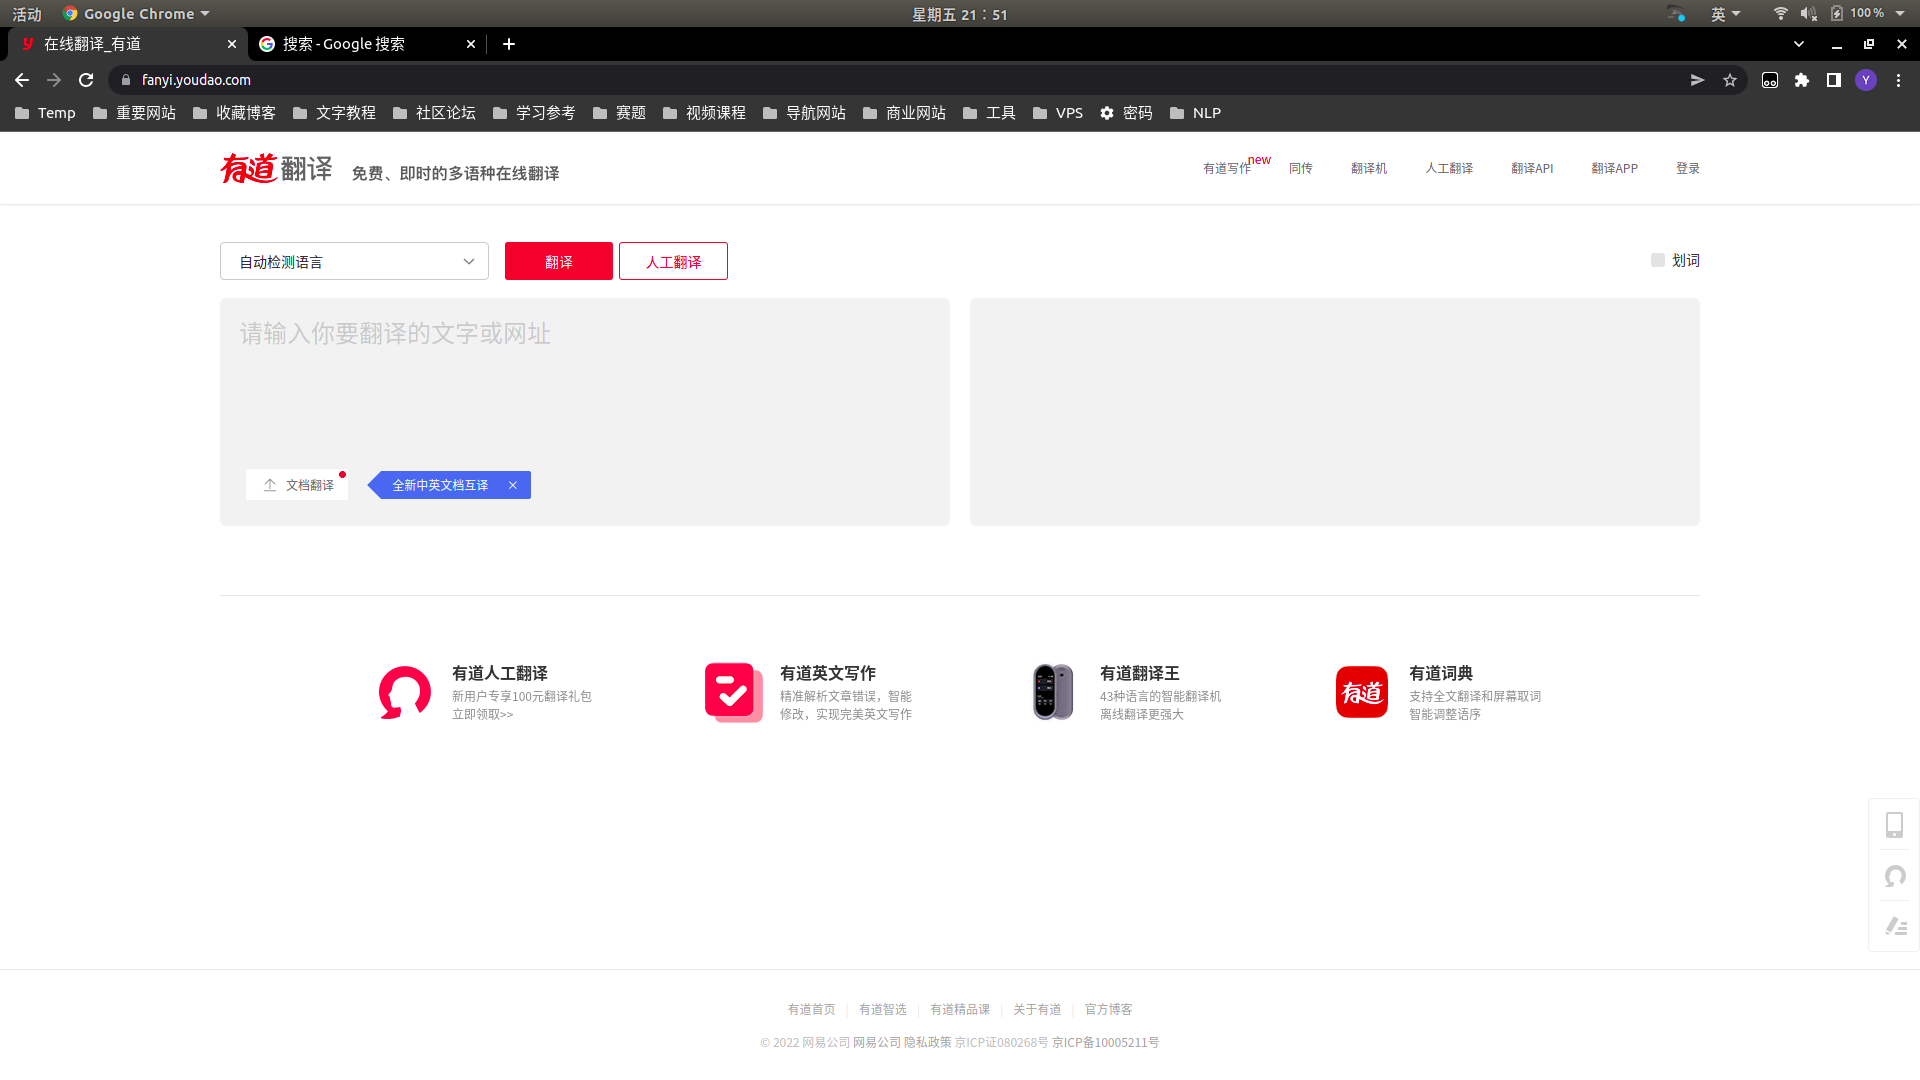 活动 Google Chrome 星期五 21：51 英 100 %
在线翻译_有道 搜索 - Google 搜索
fanyi.youdao.com Y
Temp 重要网站 收藏博客 文字教程 社区论坛 学习参考 赛题 视频课程 导航网站 商业网站 工具 VPS 密码 NLP
有道翻译 免费、即时的多语种在线翻译 有道写作 new 同传 翻译机 人工翻译 翻译API 翻译APP 登录
自动检测语言 翻译 人工翻译 划词
请输入你要翻译的文字或网址
文档翻译 全新中英文档互译
有道人工翻译
新用户专享100元翻译礼包
立即领取>>
有道英文写作
精准解析文章错误，智能
修改，实现完美英文写作
有道翻译王
43种语言的智能翻译机
离线翻译更强大
有道
有道词典
支持全文翻译和屏幕取词
智能调整语序
有道首页 | 有道智选 | 有道精品课 | 关于有道 | 官方博客
© 2022 网易公司 网易公司 隐私政策 京ICP证080268号 京ICP备10005211号